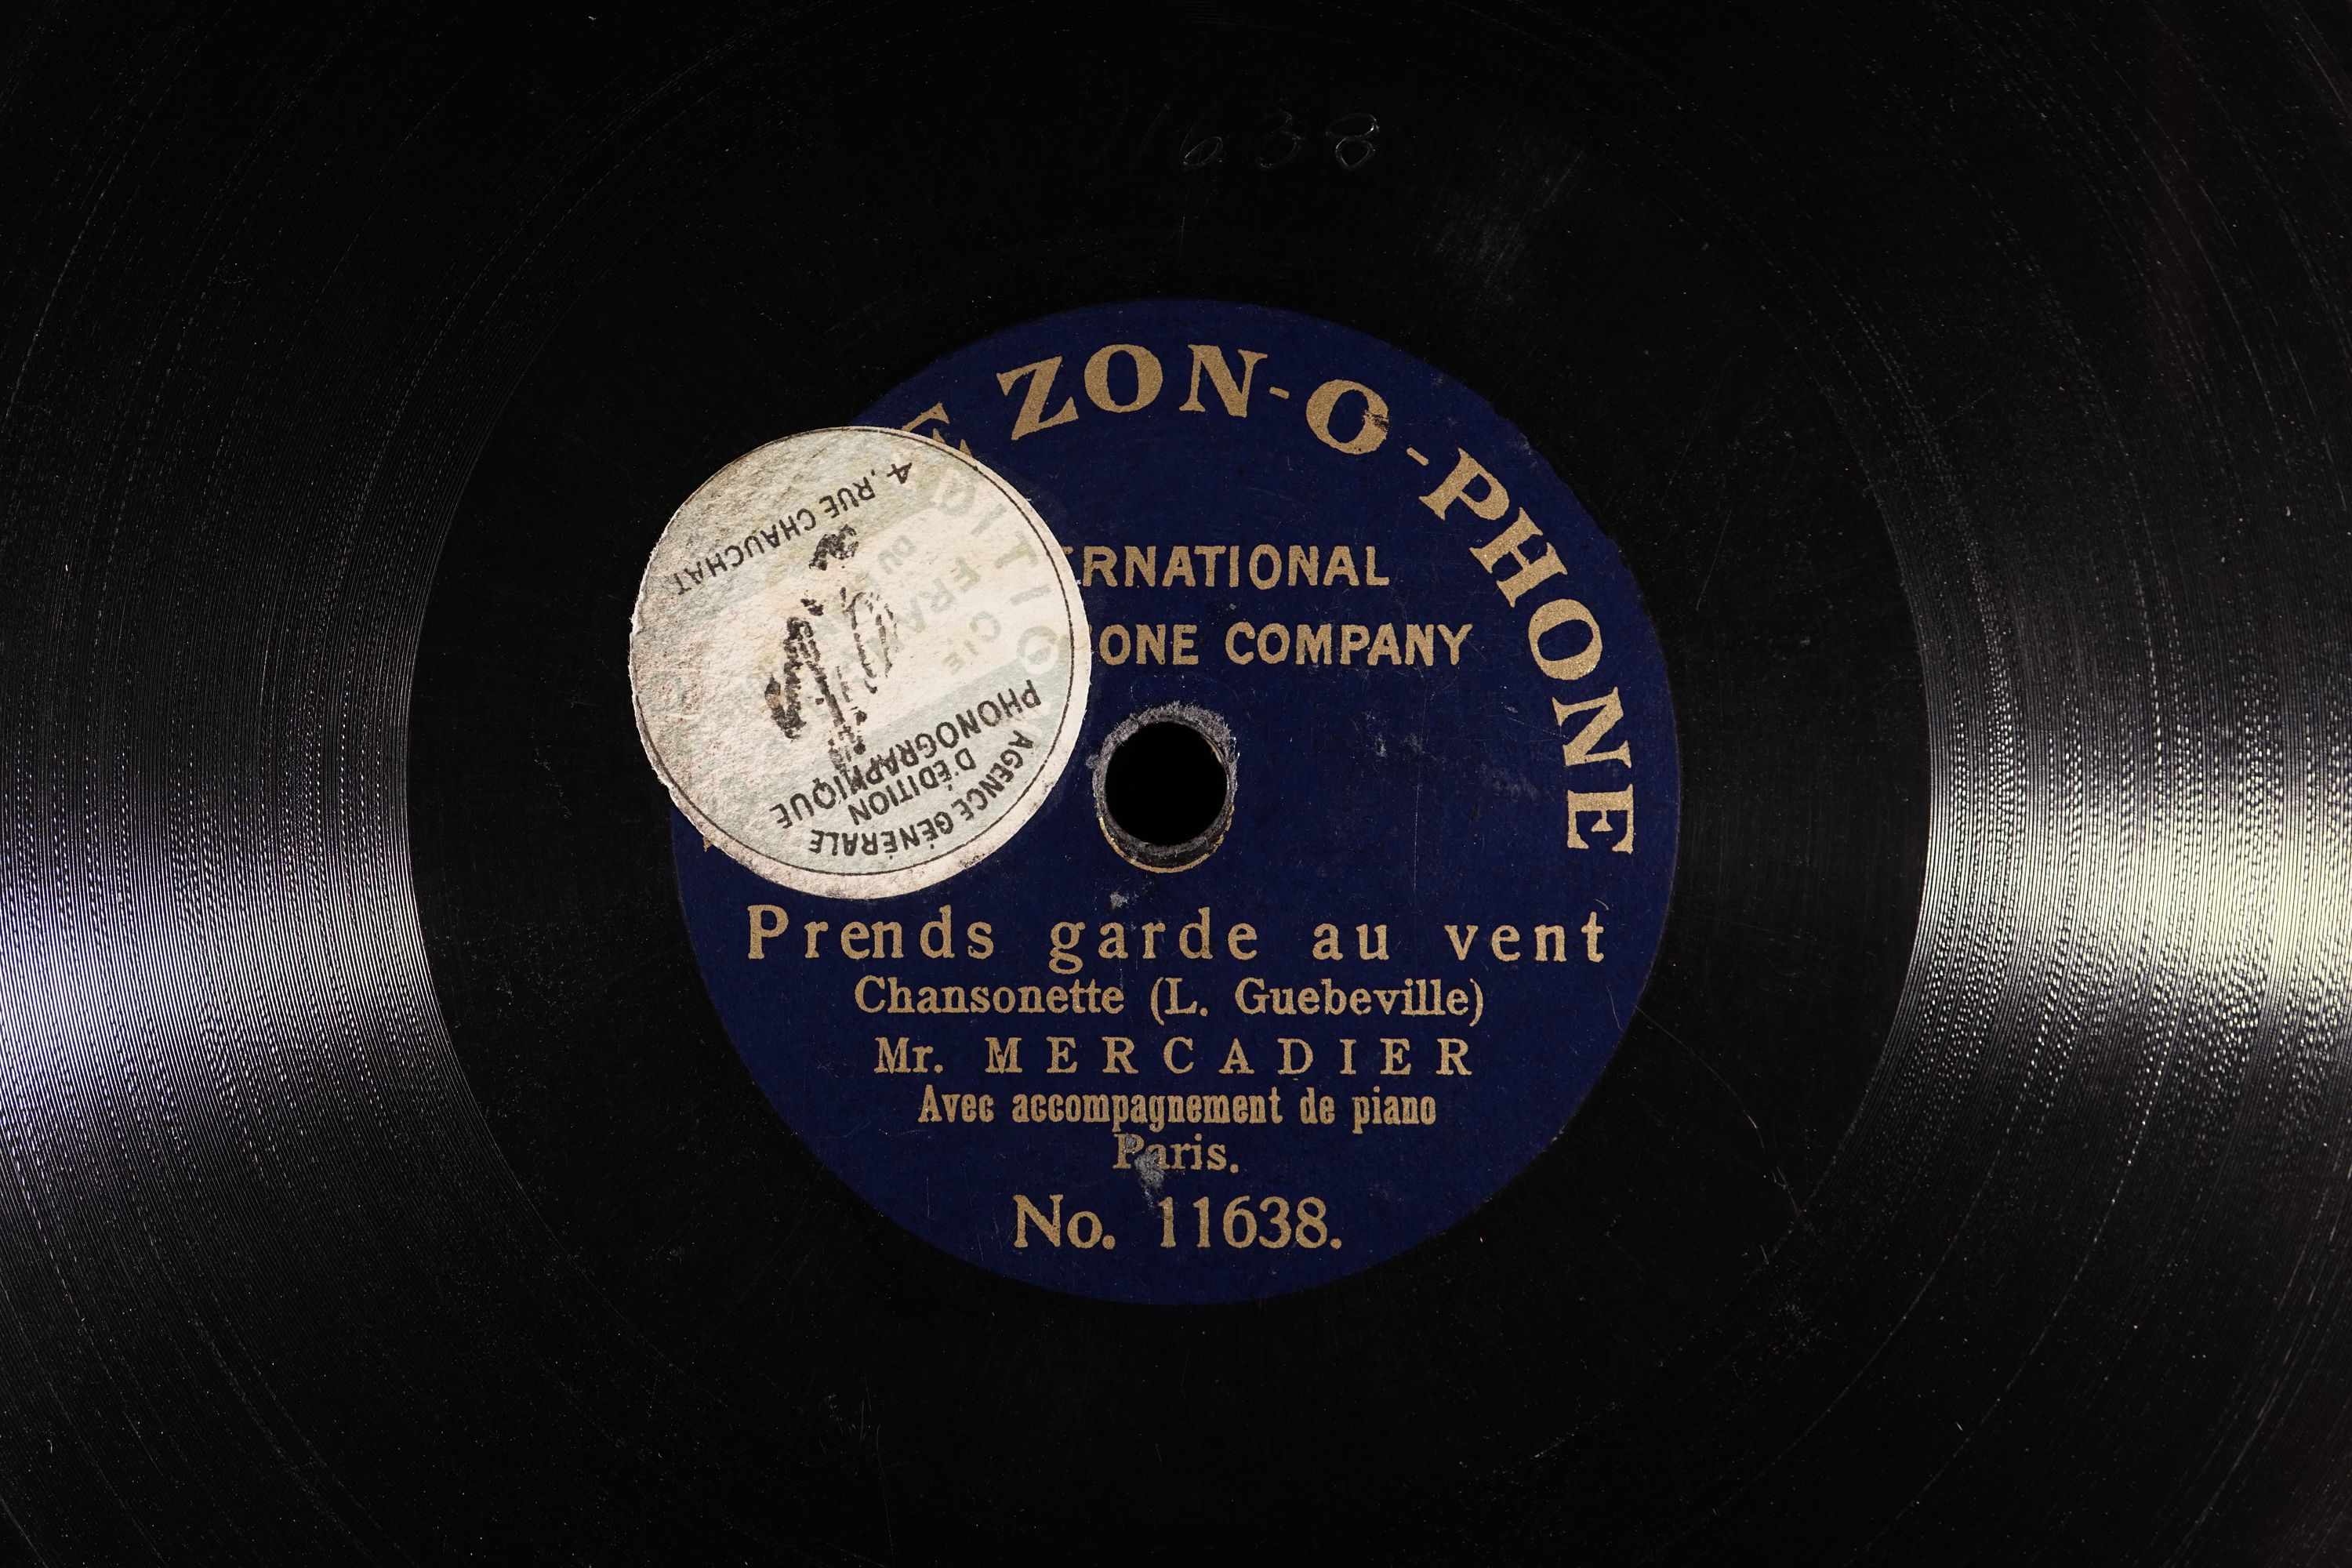 11638
ZON-O-PHONE
ERNATIONAL
ONE COMPANY
4, RUE CHAUCHAT
AGENCE GÉNÉRALE
D'ÉDITION
PHONOGRAPHIQUE
Prends garde au vent
Chansonette (L. Guebeville)
Mr. MERCADIER
Avec accompagnement de piano
Paris.
No. 11638.